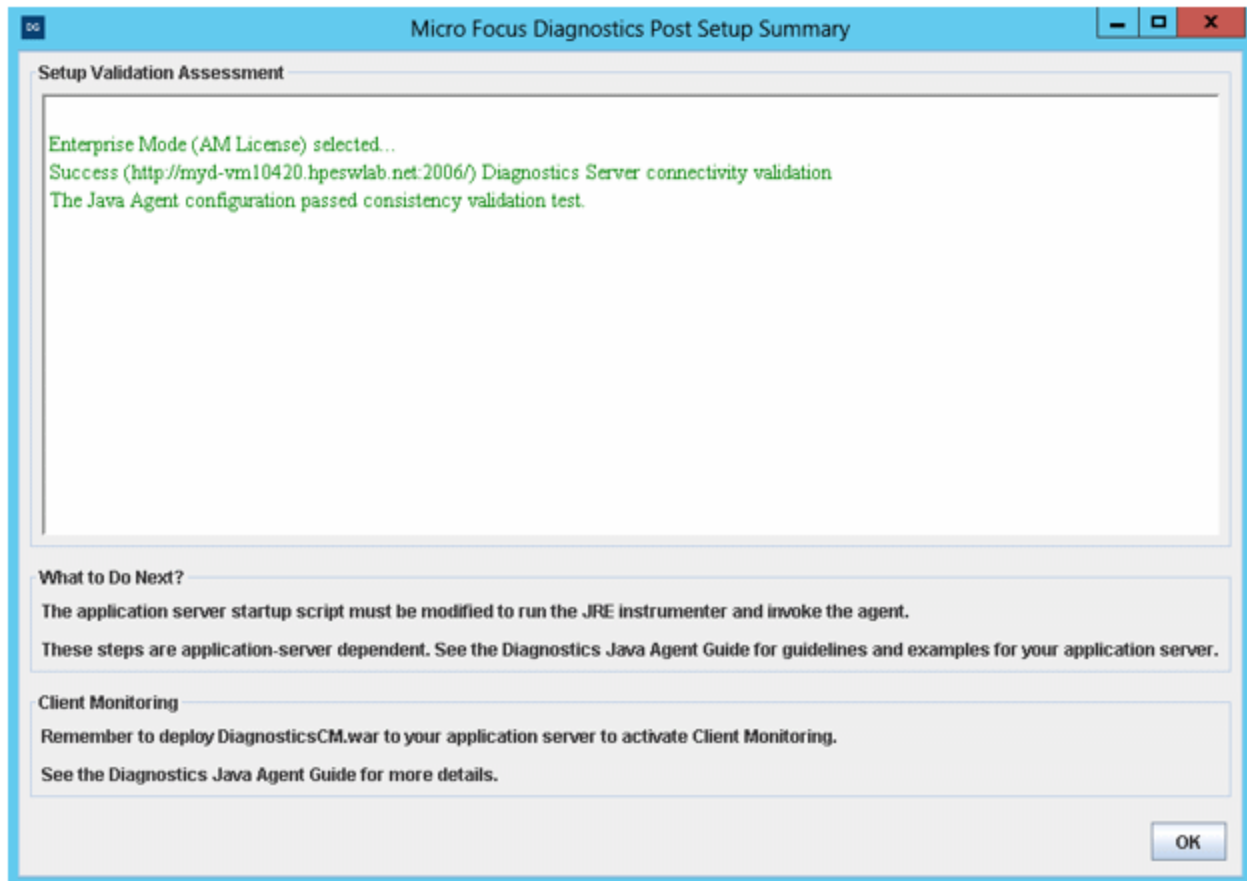 DG
Micro Focus Diagnostics Post Setup Summary
Setup Validation Assessment
Enterprise Mode (AM License) selected...
Success (http://myd-vm10420.hpeswlab.net:2006/) Diagnostics Server connectivity validation
The Java Agent configuration passed consistency validation test.
What to Do Next?
The application server startup script must be modified to run the JRE instrumenter and invoke the agent.
These steps are application-server dependent. See the Diagnostics Java Agent Guide for guidelines and examples for your application server.
Client Monitoring
Remember to deploy DiagnosticsCM.war to your application server to activate Client Monitoring.
See the Diagnostics Java Agent Guide for more details.
OK